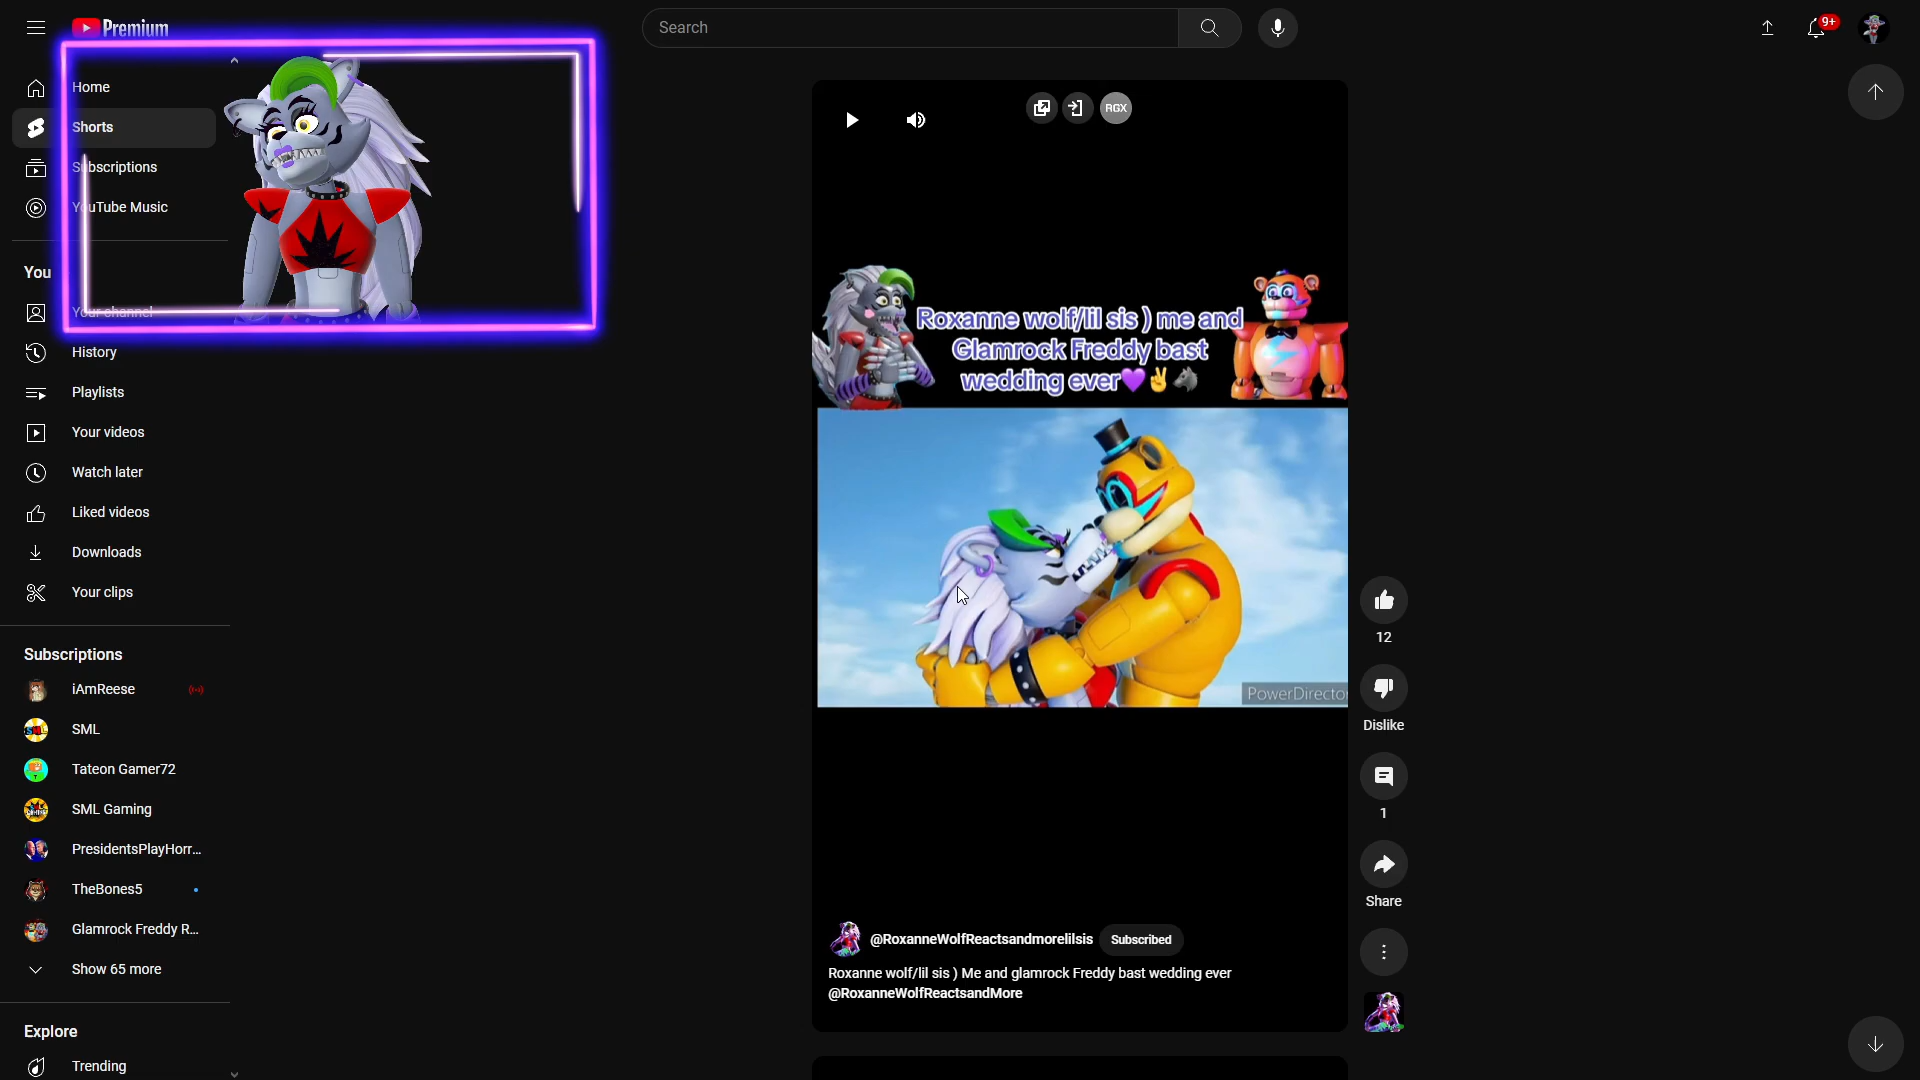 Premium
Search
9+
Home
Shorts
Subscriptions
YouTube Music
You
Your channel
History
Playlists
Your videos
Watch later
Liked videos
Downloads
Your clips
Subscriptions
iAmReese
SML
Tateon Gamer72
SML Gaming
PresidentsPlayHorr...
TheBones5
Glamrock Freddy R...
Show 65 more
Explore
Trending
RGX
Roxanne wolf/lil sis ) me and
Glamrock Freddy bast
wedding ever💜✌️🐺
PowerDirector
@RoxanneWolfReactsandmorelilsis Subscribed
Roxanne wolf/lil sis ) Me and glamrock Freddy bast wedding ever
@RoxanneWolfReactsandMore
12
Dislike
1
Share